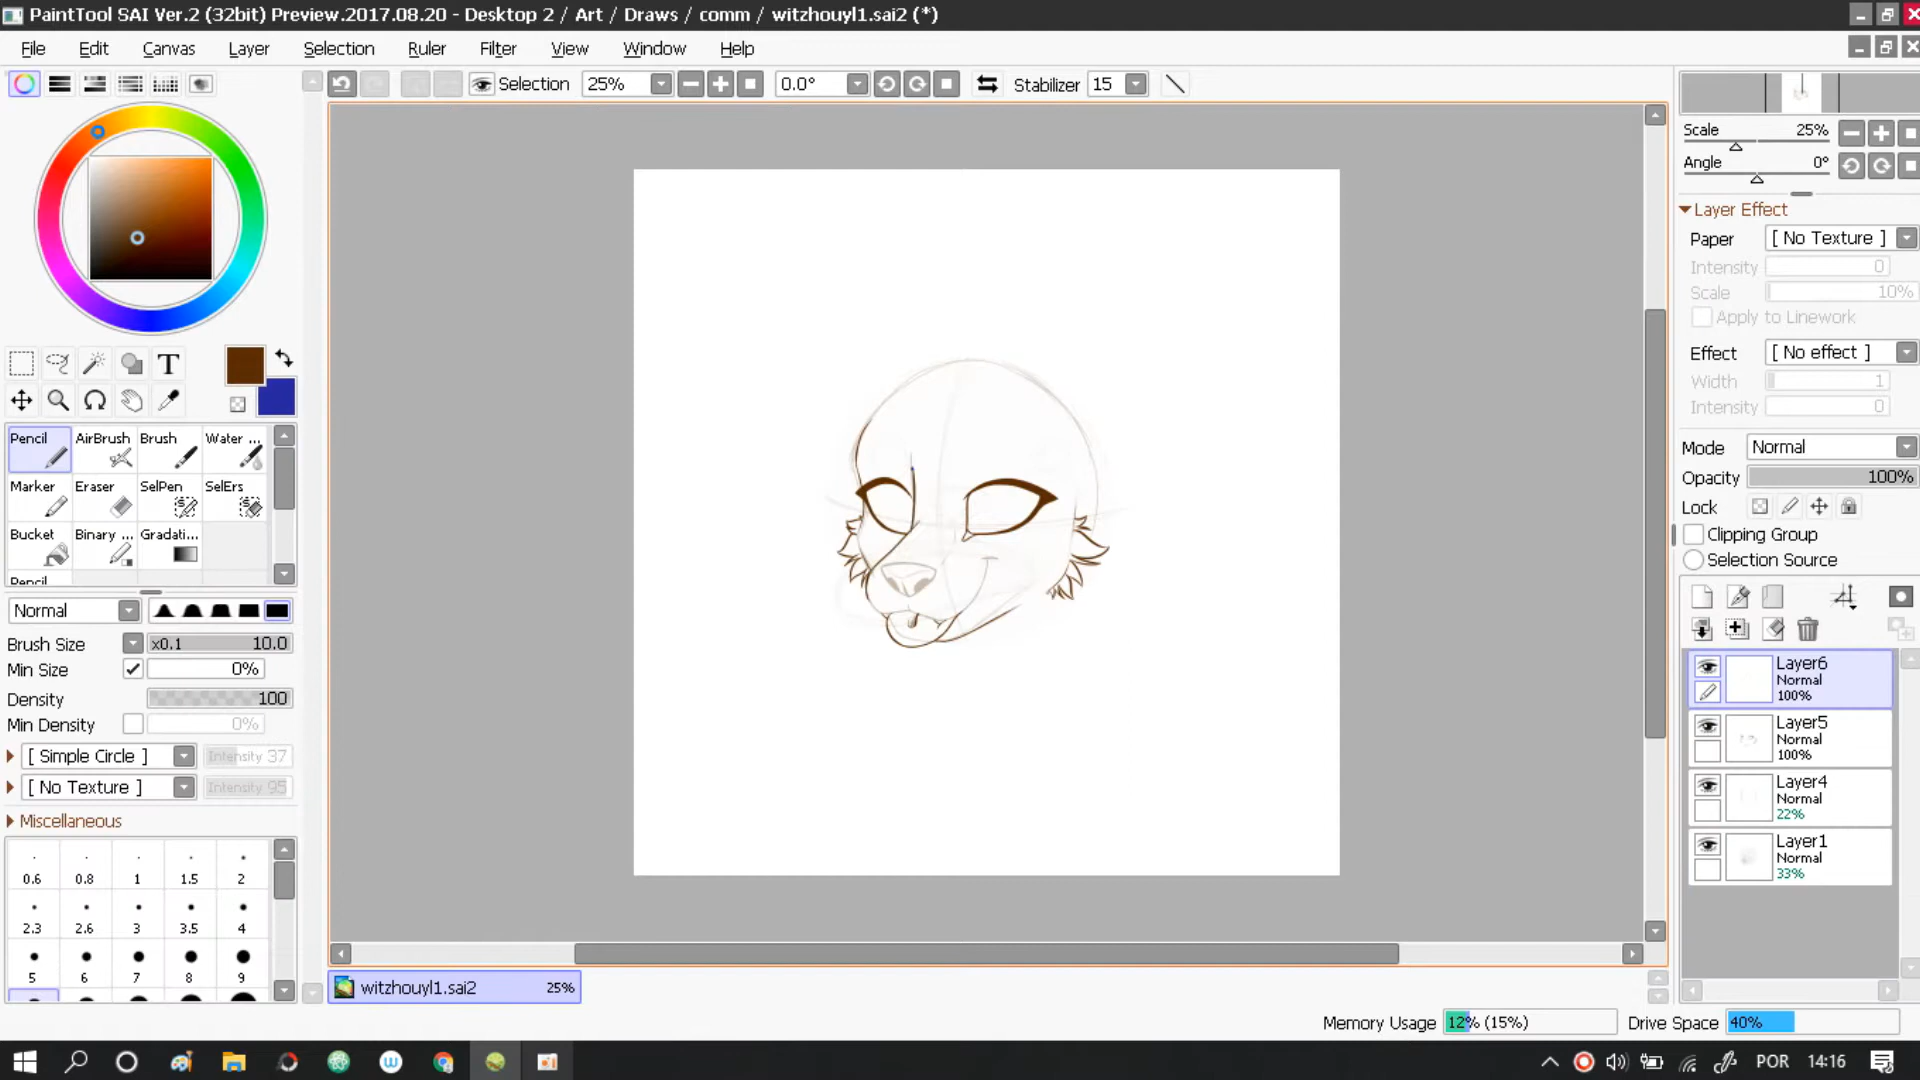 PaintTool SAI Ver.2 (32bit) Preview.2017.08.20 - Desktop 2 / Art / Draws / comm / witzhouyl1.sai2 (*)
File Edit Canvas Layer Selection Ruler Filter View Window Help
Selection 25% 0.0° Stabilizer 15
Scale 25%
Angle 0°
Layer Effect
Paper [ No Texture ]
Intensity 0
Scale 10%
Apply to Linework
Effect [ No effect ]
Width 1
Intensity 0
Mode Normal
Opacity 100%
Lock
Clipping Group
Selection Source
T
Pencil AirBrush Brush Water ...
Marker Eraser SelPen SelErs
Bucket Binary ... Gradati...
Pencil
Normal
Brush Size x0.1 10.0
Min Size 0%
Density 100
Min Density 0%
[ Simple Circle ] Intensity 37
[ No Texture ] Intensity 95
Miscellaneous
0.6 0.8 1 1.5 2
2.3 2.6 3 3.5 4
5 6 7 8 9
Layer6
Normal
100%
Layer5
Normal
100%
Layer4
Normal
22%
Layer1
Normal
33%
witzhouyl1.sai2 25%
Memory Usage 12% (15%) Drive Space 40%
POR 14:16